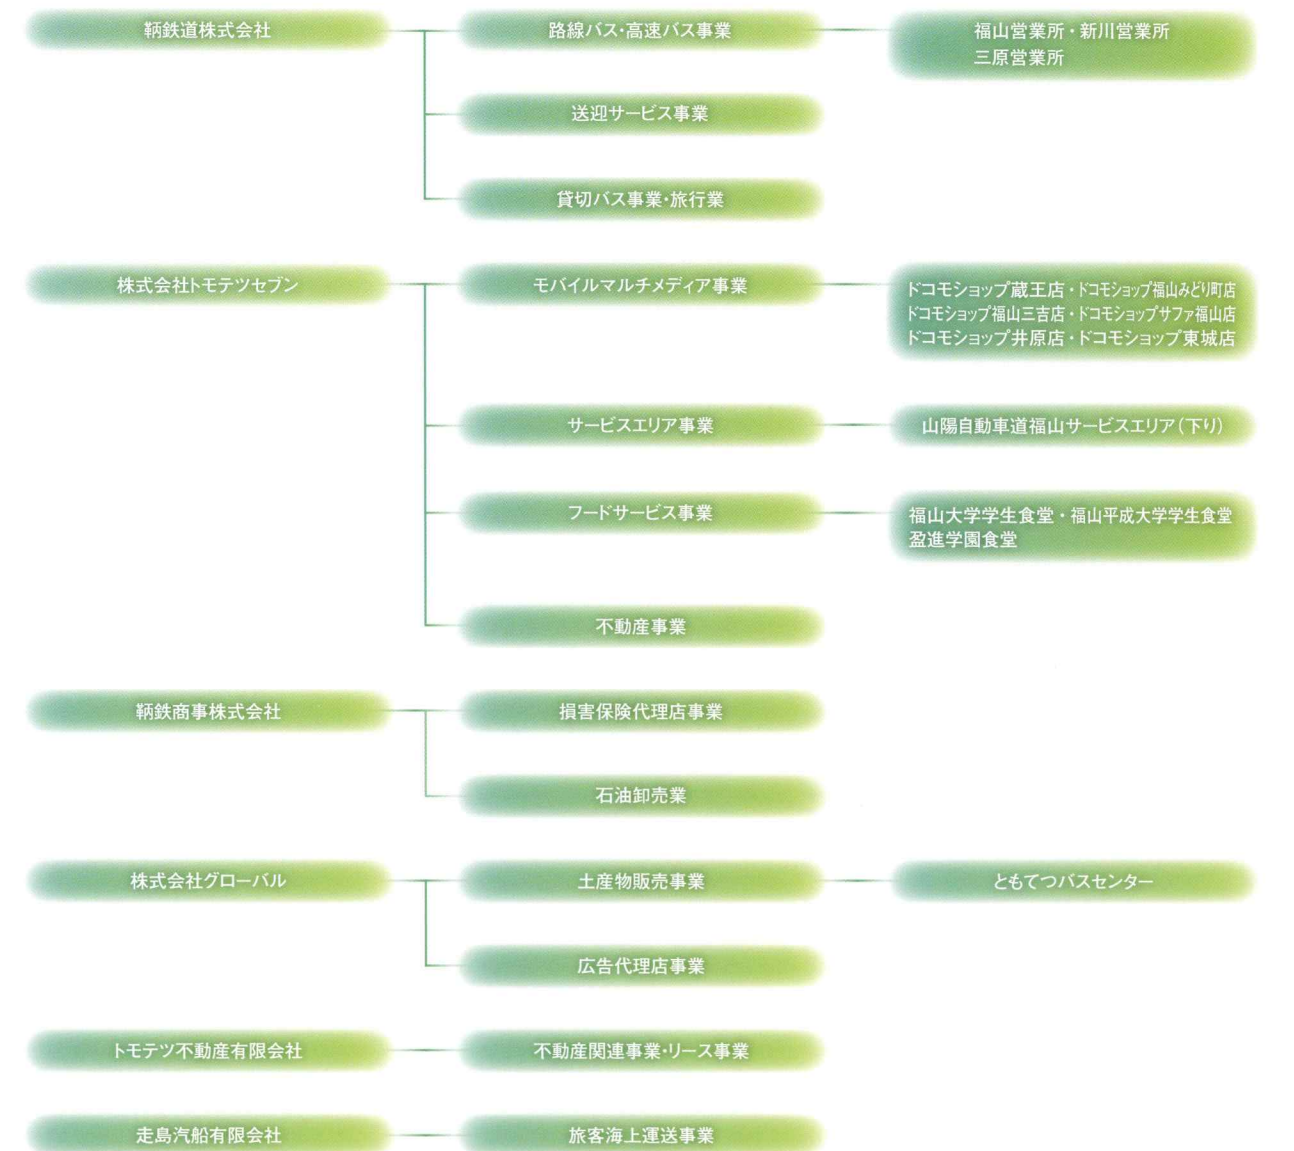 鞆鉄道株式会社
路線バス・高速バス事業
福山営業所・新川営業所
三原営業所
送迎サービス事業
貸切バス事業・旅行業
株式会社トモテツセブン
モバイルマルチメディア事業
ドコモショップ蔵王店・ドコモショップ福山みどり町店
ドコモショップ福山三吉店・ドコモショップサファ福山店
ドコモショップ井原店・ドコモショップ東城店
サービスエリア事業
山陽自動車道福山サービスエリア（下り）
フードサービス事業
福山大学学生食堂・福山平成大学学生食堂
盈進学園食堂
不動産事業
鞆鉄商事株式会社
損害保険代理店事業
石油卸売業
株式会社グローバル
土産物販売事業
ともてつバスセンター
広告代理店事業
トモテツ不動産有限会社
不動産関連事業・リース事業
走島汽船有限会社
旅客海上運送事業